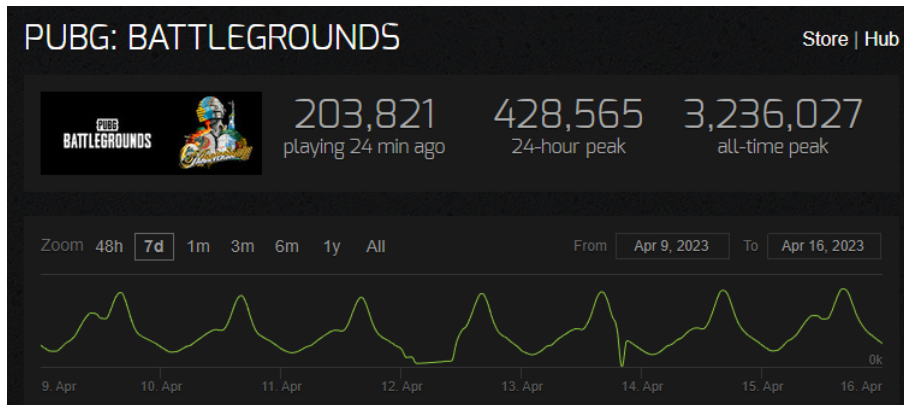 PUBG: BATTLEGROUNDS
Store | Hub
PUBG
BATTLEGROUNDS
203,821
playing 24 min ago
428,565
24-hour peak
3,236,027
all-time peak
Zoom 48h 7d 1m 3m 6m 1y All
From Apr 9, 2023 To Apr 16, 2023
0k
9. Apr 10. Apr 11. Apr 12. Apr 13. Apr 14. Apr 15. Apr 16. Apr